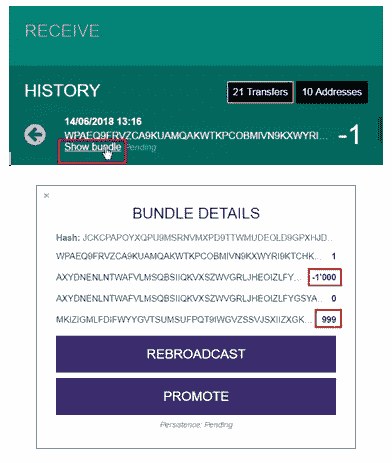 RECEIVE
HISTORY
21 Transfers
10 Addresses
14/06/2018 13:16
WPAEQ9FRVZCA9KUAMQAKWTKPCOBMIVN9KXWYRI... -1
Show bundle Pending
×
BUNDLE DETAILS
Hash: JCKCPAPOYXQPU9MSRNVMXPD9TTWMUDEOLD9GPXHJD...
WPAEQ9FRVZCA9KUAMQAKWTKPCOBMIVN9KXWYRI9KTCHK... 1
AXYDNENLNTWAFVLMSQBSIIQKVXSZWVGRLJHEOIZLFY... -1'000
AXYDNENLNTWAFVLMSQBSIIQKVXSZWVGRLJHEOIZLFYGSYA... 0
MKIZIGMLFDIFWYYGVTSUMSUFPQT9IWGVZSSVJSXIIZXGK... 999
REBROADCAST
PROMOTE
Persistence: Pending